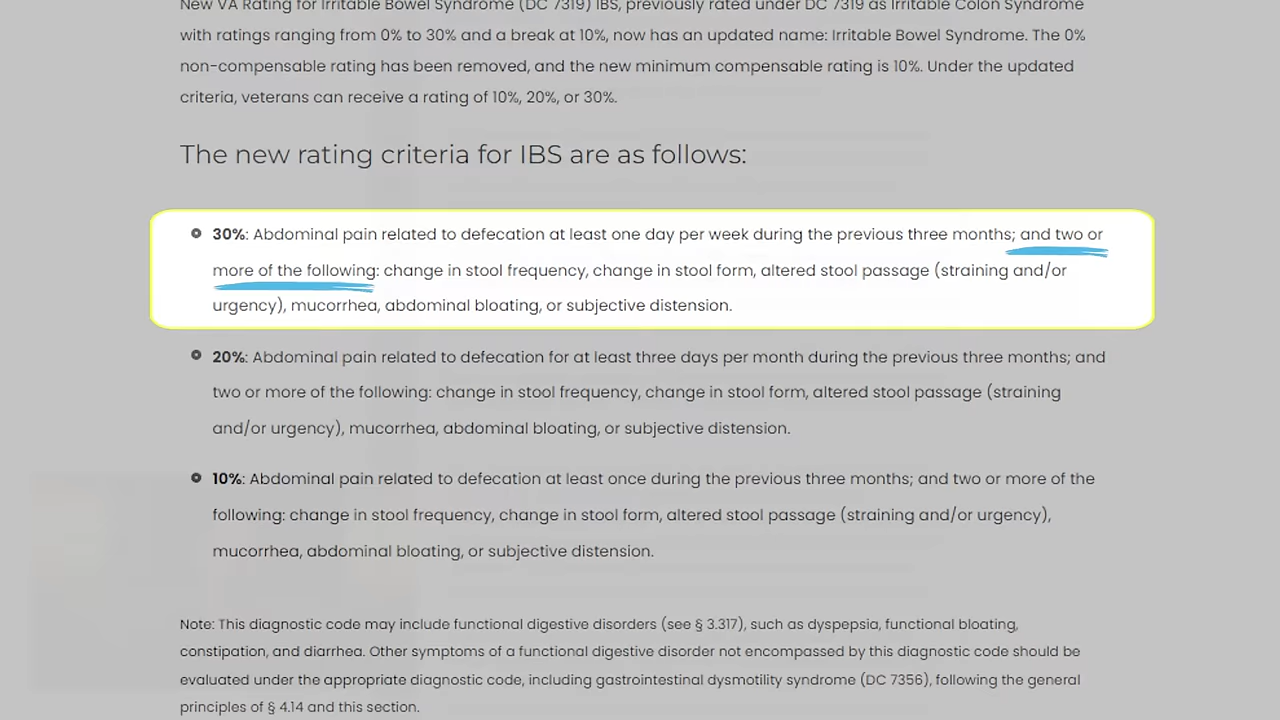 New VA Rating for Irritable Bowel Syndrome (DC 7319) IBS, previously rated under DC 7319 as Irritable Colon Syndrome
with ratings ranging from 0% to 30% and a break at 10%, now has an updated name: Irritable Bowel Syndrome. The 0%
non-compensable rating has been removed, and the new minimum compensable rating is 10%. Under the updated
criteria, veterans can receive a rating of 10%, 20%, or 30%.
The new rating criteria for IBS are as follows:
30%: Abdominal pain related to defecation at least one day per week during the previous three months; and two or
more of the following: change in stool frequency, change in stool form, altered stool passage (straining and/or
urgency), mucorrhea, abdominal bloating, or subjective distension.
20%: Abdominal pain related to defecation for at least three days per month during the previous three months; and
two or more of the following: change in stool frequency, change in stool form, altered stool passage (straining
and/or urgency), mucorrhea, abdominal bloating, or subjective distension.
10%: Abdominal pain related to defecation at least once during the previous three months; and two or more of the
following: change in stool frequency, change in stool form, altered stool passage (straining and/or urgency),
mucorrhea, abdominal bloating, or subjective distension.
Note: This diagnostic code may include functional digestive disorders (see § 3.317), such as dyspepsia, functional bloating,
constipation, and diarrhea. Other symptoms of a functional digestive disorder not encompassed by this diagnostic code should be
evaluated under the appropriate diagnostic code, including gastrointestinal dysmotility syndrome (DC 7356), following the general
principles of § 4.14 and this section.